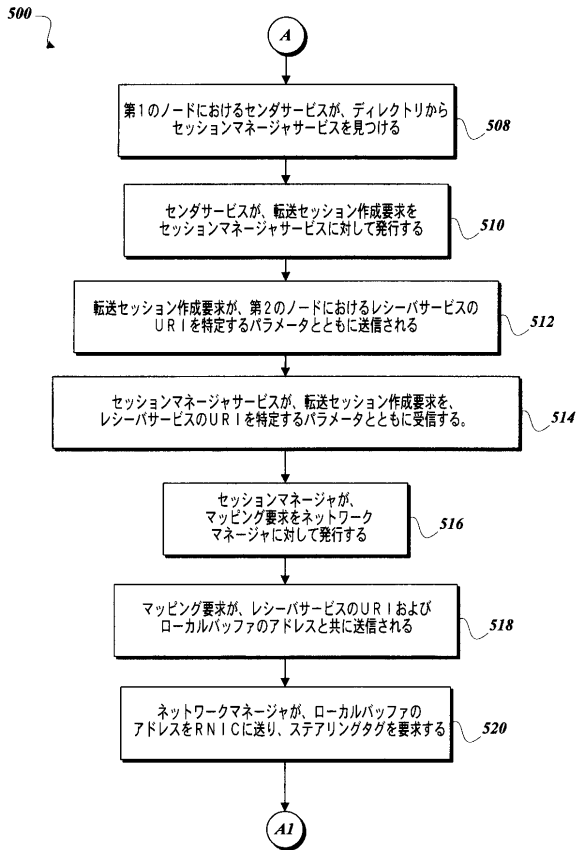 500
A
第１のノードにおけるセンダサービスが、ディレクトリから
セッションマネージャサービスを見つける
508
センダサービスが、転送セッション作成要求を
セッションマネージャサービスに対して発行する
510
転送セッション作成要求が、第２のノードにおけるレシーバサービスの
ＵＲＩを特定するパラメータとともに送信される
512
セッションマネージャサービスが、転送セッション作成要求を、
レシーバサービスのＵＲＩを特定するパラメータとともに受信する。
514
セッションマネージャが、
マッピング要求をネットワーク
マネージャに対して発行する
516
マッピング要求が、レシーバサービスのＵＲＩおよび
ローカルバッファのアドレスと共に送信される
518
ネットワークマネージャが、ローカルバッファの
アドレスをＲＮＩＣに送り、ステアリングタグを要求する
520
A1